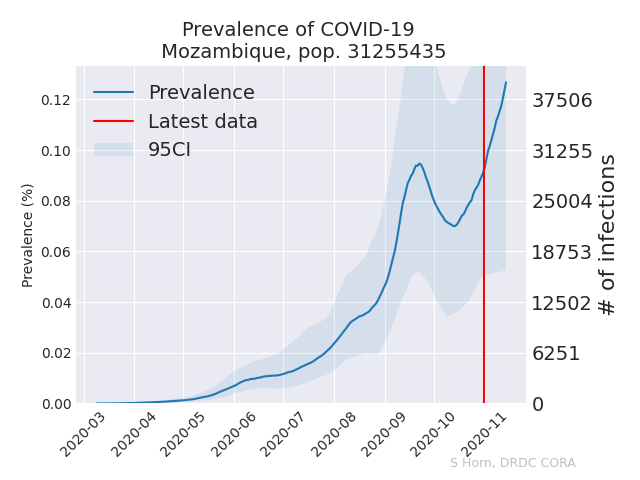 Prevalence of COVID-19
Mozambique, pop. 31255435
Prevalence
Latest data
95CI
Prevalence (%)
0.12
0.10
0.08
0.06
0.04
0.02
0.00
37506
31255
25004
18753
12502
6251
0
# of infections
2020-03
2020-04
2020-05
2020-06
2020-07
2020-08
2020-09
2020-10
2020-11
S Horn, DRDC CORA